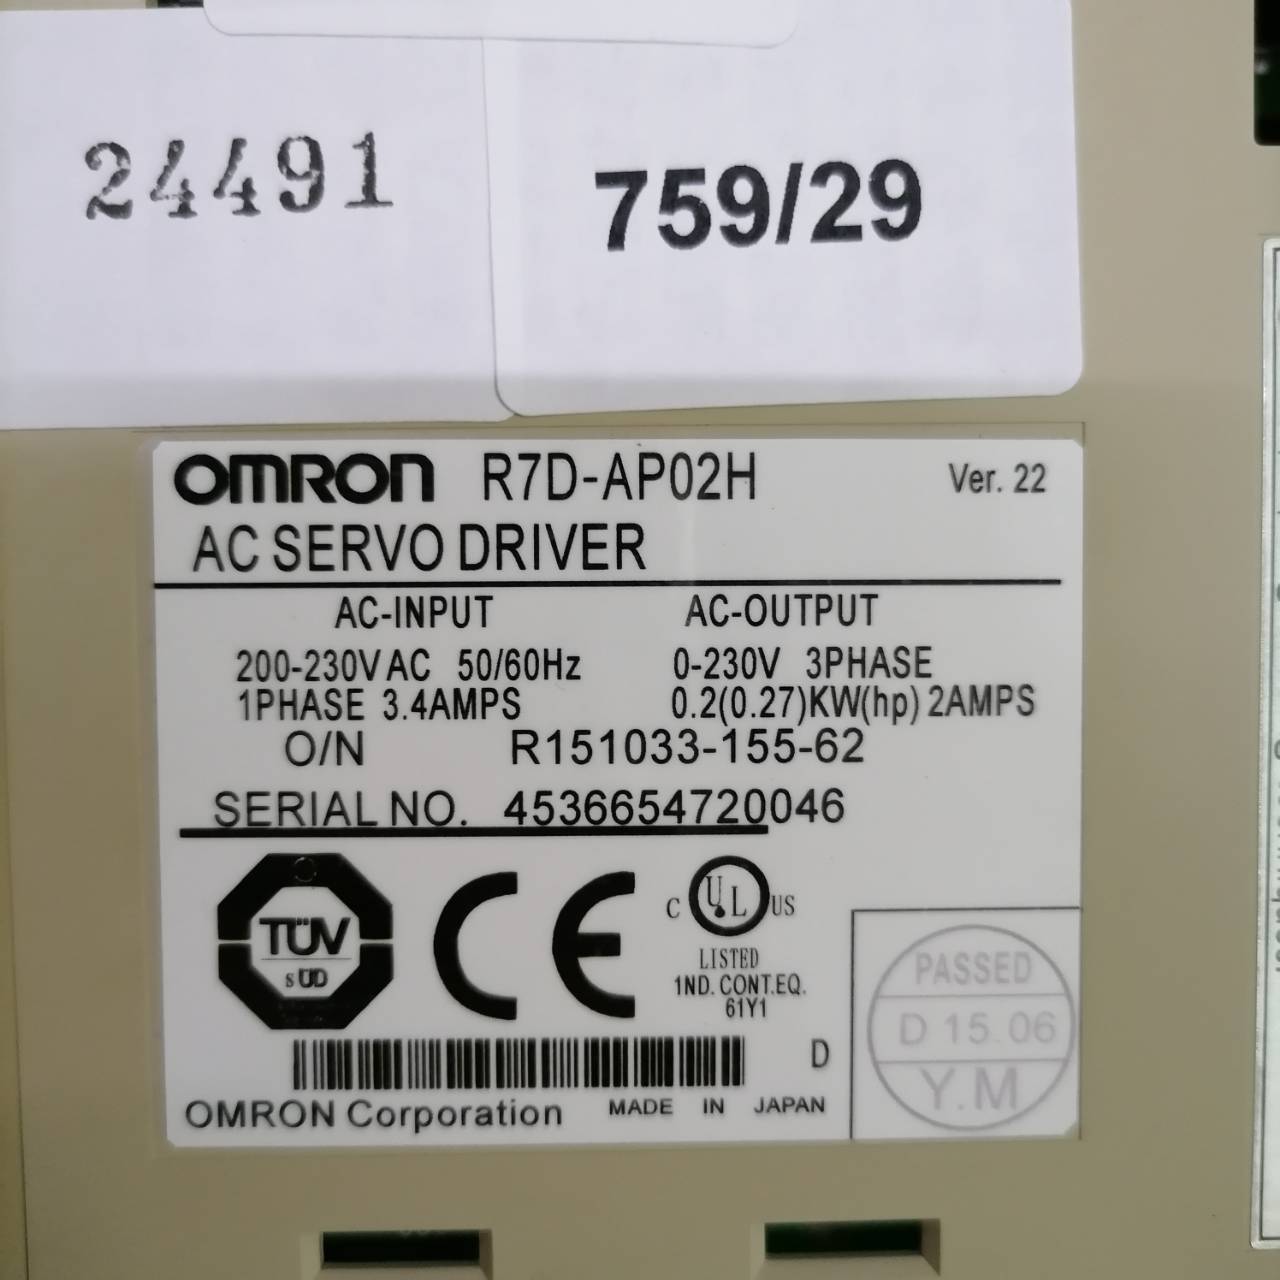 24491
759/29
OMRON R7D-AP02H Ver. 22
AC SERVO DRIVER
AC-INPUT AC-OUTPUT
200-230V AC 50/60Hz 0-230V 3PHASE
1PHASE 3.4AMPS 0.2(0.27)KW(hp) 2AMPS
O/N R151033-155-62
SERIAL NO. 4536654720046
TÜV
SÜD
CE
C UL US
LISTED
1ND. CONT.EQ.
61Y1
PASSED
D 15.06
Y.M
D
OMRON Corporation MADE IN JAPAN